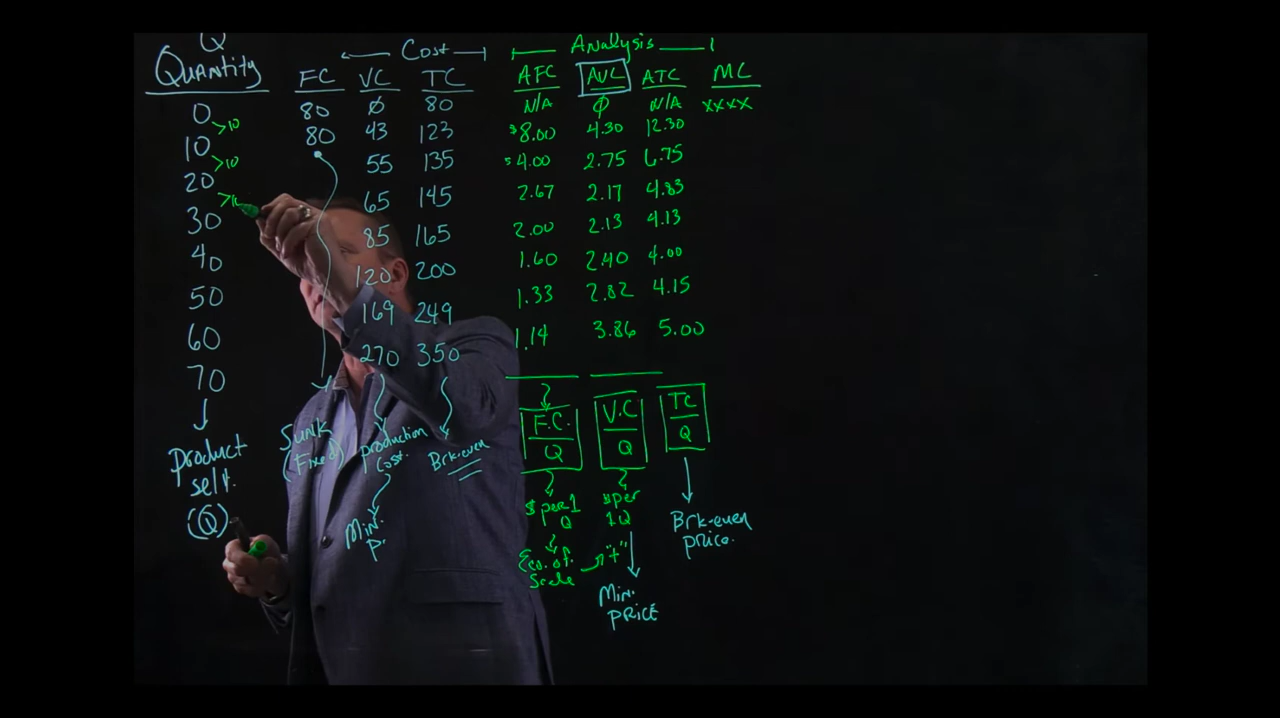 Q
Cost
Analysis
Quantity FC VC TC AFC AVC ATC MC
0 80 ϕ 80 N/A ϕ N/A xxxx
>10
10 80 43 123 $8.00 4.30 12.30
>10
20 55 135 $4.00 2.75 6.75
>10
30 65 145 2.67 2.17 4.83
40 85 165 2.00 2.13 4.13
50 120 200 1.60 2.40 4.00
60 169 249 1.33 2.82 4.15
70 270 350 1.14 3.86 5.00
F.C. V.C TC
Q Q Q
Product
sell.
(Q)
Sunk
(Fixed)
production
Cost.
Brk-even
Min.
P.
$ per 1
Q
$ per
1Q
Brk-even
price.
Eco. of.
Scale
"+"
Min.
price